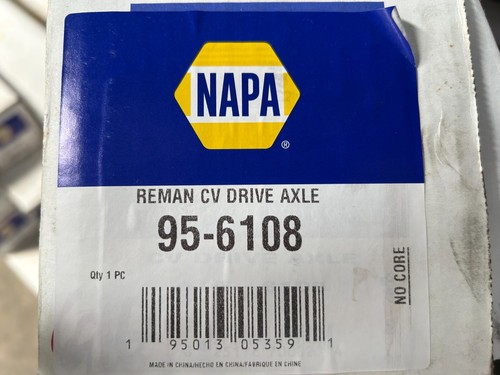 NAPA
®
REMAN CV DRIVE AXLE
95-6108
Qty 1 PC
NO CORE
1 95013 05359 1
MADE IN CHINA/HECHO EN CHINA/FABRIQUE EN CHINE